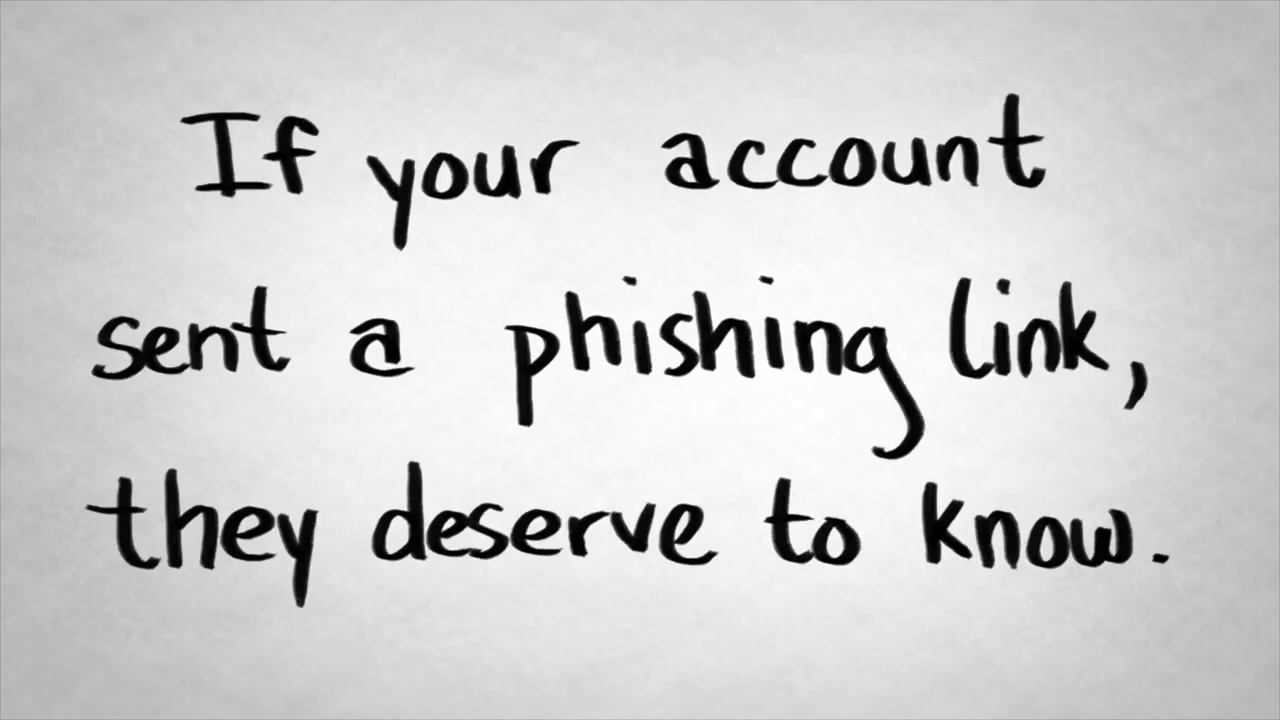 If your account
sent a phishing link,
they deserve to know.